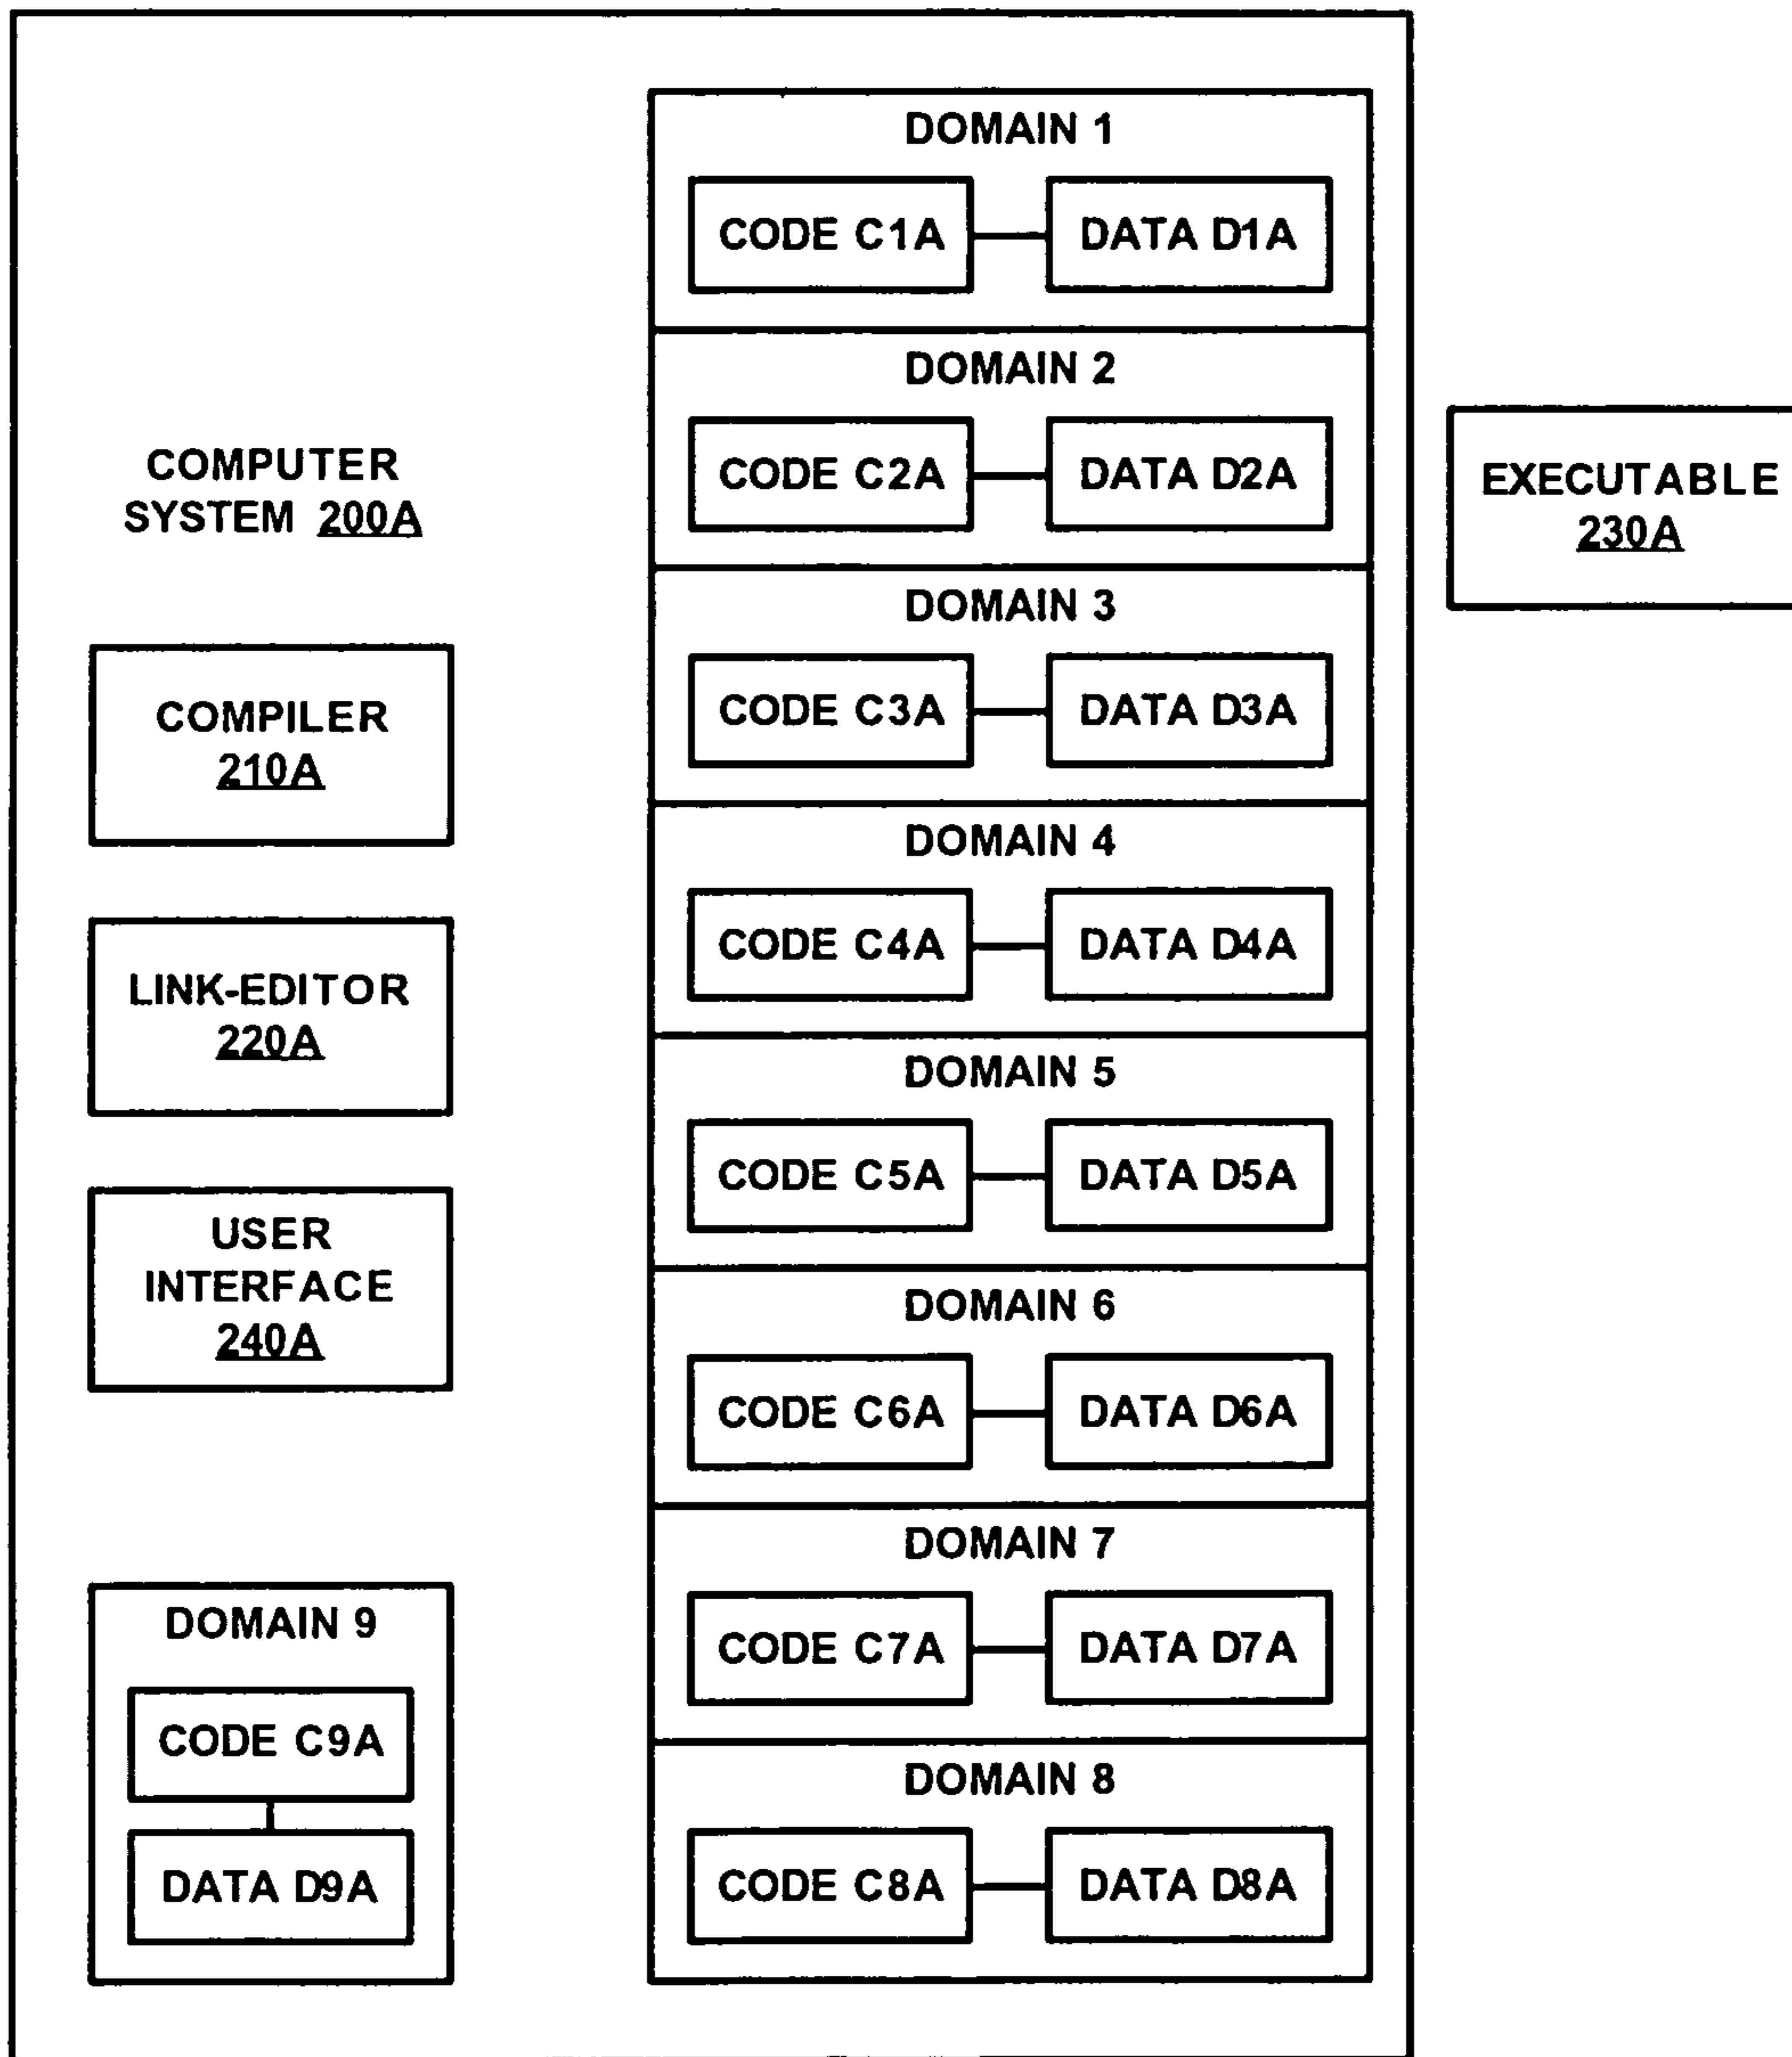 COMPUTER
SYSTEM 200A
COMPILER
210A
LINK-EDITOR
220A
USER
INTERFACE
240A
DOMAIN 9
CODE C9A
DATA D9A
DOMAIN 1
CODE C1A DATA D1A
DOMAIN 2
CODE C2A DATA D2A
DOMAIN 3
CODE C3A DATA D3A
DOMAIN 4
CODE C4A DATA D4A
DOMAIN 5
CODE C5A DATA D5A
DOMAIN 6
CODE C6A DATA D6A
DOMAIN 7
CODE C7A DATA D7A
DOMAIN 8
CODE C8A DATA D8A
EXECUTABLE
230A